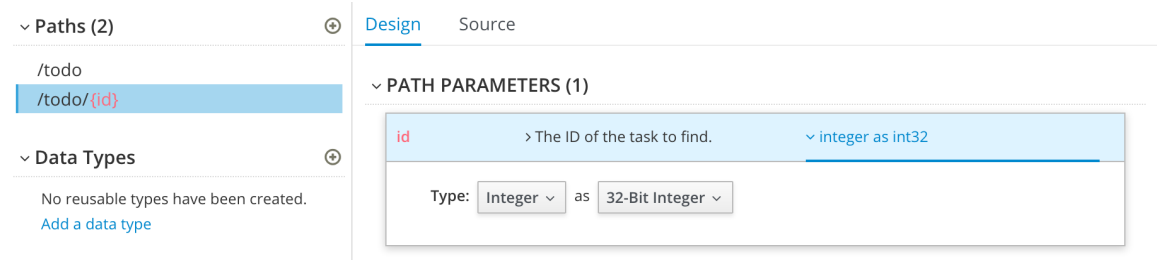 Paths (2)
/todo
/todo/{id}
Data Types
No reusable types have been created.
Add a data type
Design Source
PATH PARAMETERS (1)
id The ID of the task to find. integer as int32
Type: Integer as 32-Bit Integer